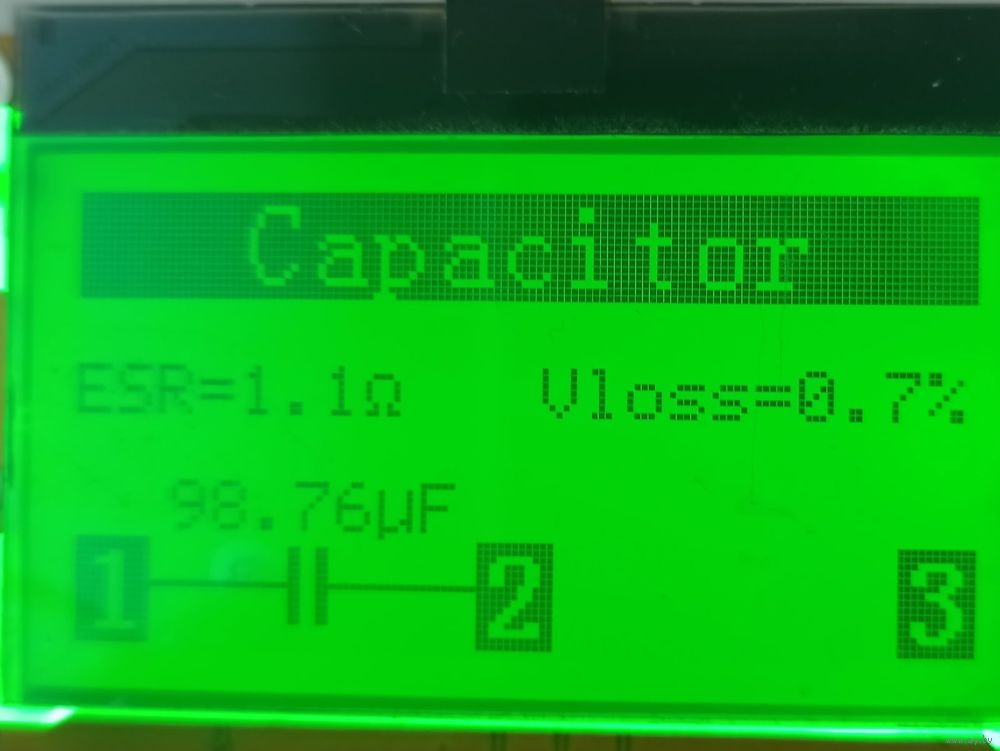 Capacitor
ESR=1.1Ω Vloss=0.7%
98.76µF
1 2 3